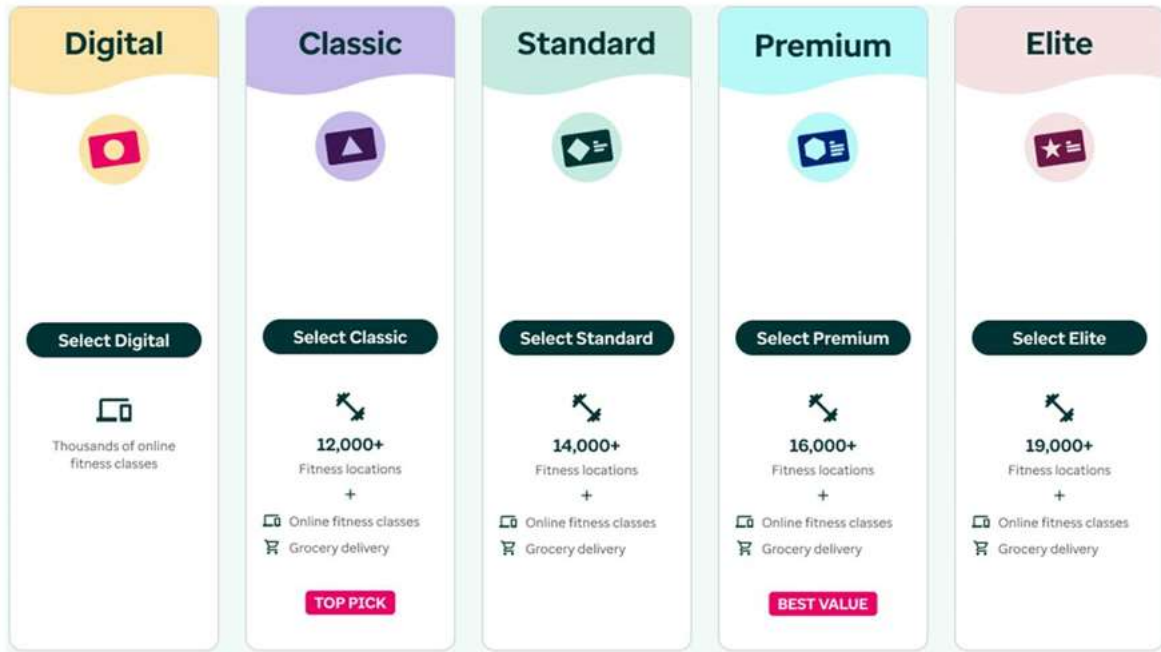 Digital
Select Digital
Thousands of online
fitness classes
Classic
Select Classic
12,000+
Fitness locations
+
Online fitness classes
Grocery delivery
TOP PICK
Standard
Select Standard
14,000+
Fitness locations
+
Online fitness classes
Grocery delivery
Premium
Select Premium
16,000+
Fitness locations
+
Online fitness classes
Grocery delivery
BEST VALUE
Elite
Select Elite
19,000+
Fitness locations
+
Online fitness classes
Grocery delivery